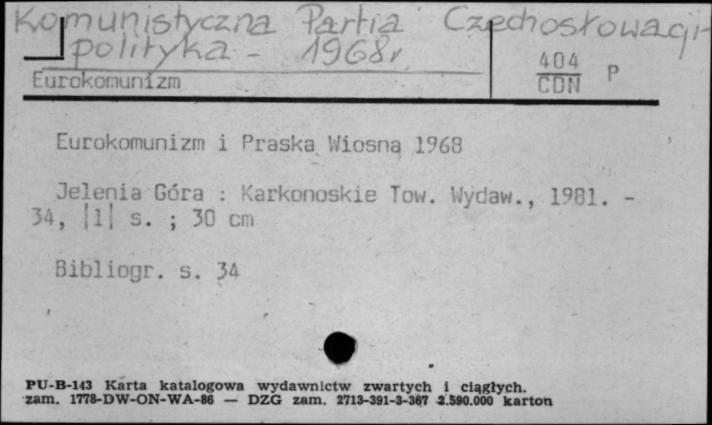 Komunistyczna Partia Czechosłowacji -
polityka - 1968r.
404
CDN P
Eurokomunizm
Eurokomunizm i Praska Wiosna 1968
Jelenia Góra : Karkonoskie Tow. Wydaw., 1981. -
34, |1| s. ; 30 cm
Bibliogr. s. 34
PU-B-143 Karta katalogowa wydawnictw zwartych i ciągłych.
zam. 1778-DW-ON-WA-86 — DZG zam. 2713-391-3-367 2.590.000 karton